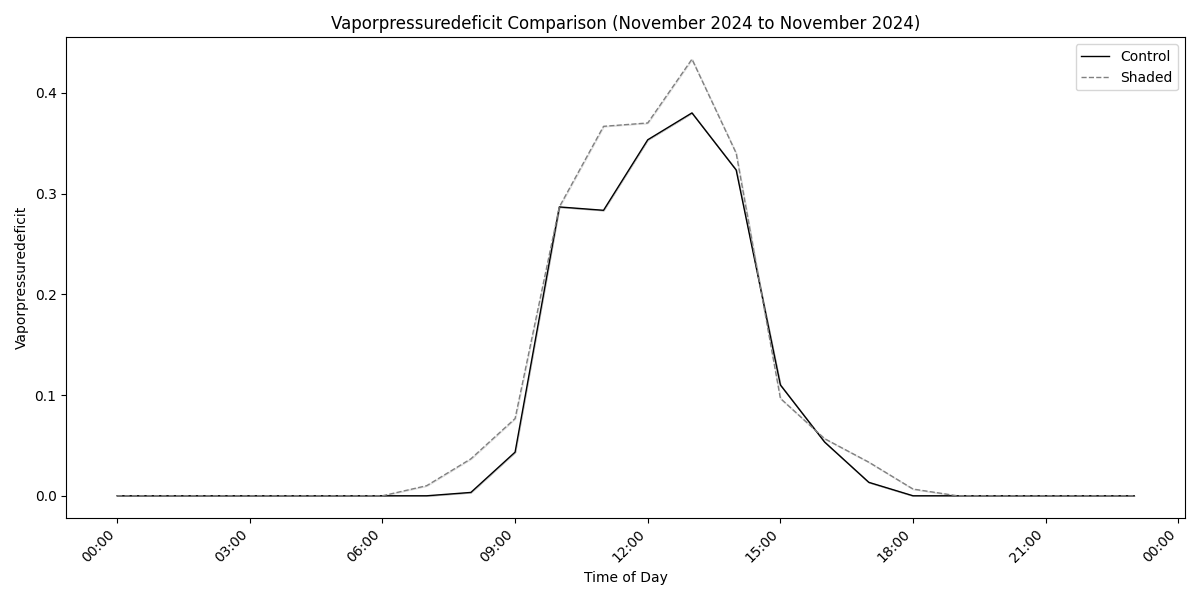 Vaporpressuredeficit Comparison (November 2024 to November 2024)
Control
Shaded
Vaporpressuredeficit
0.4
0.3
0.2
0.1
0.0
00:00
03:00
06:00
09:00
12:00
15:00
18:00
21:00
00:00
Time of Day